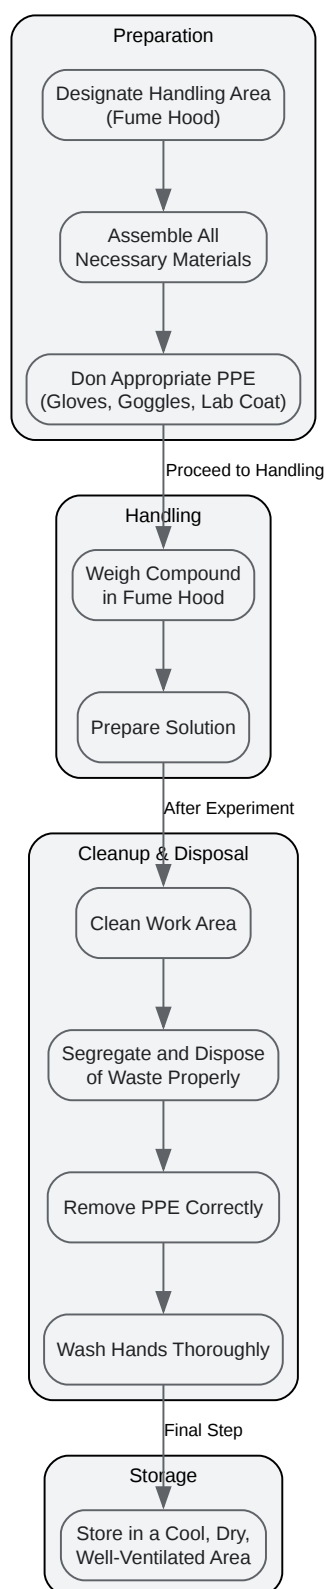 Preparation
Designate Handling Area
(Fume Hood)
Assemble All
Necessary Materials
Don Appropriate PPE
(Gloves, Goggles, Lab Coat)
Proceed to Handling
Handling
Weigh Compound
in Fume Hood
Prepare Solution
After Experiment
Cleanup & Disposal
Clean Work Area
Segregate and Dispose
of Waste Properly
Remove PPE Correctly
Wash Hands Thoroughly
Final Step
Storage
Store in a Cool, Dry,
Well-Ventilated Area